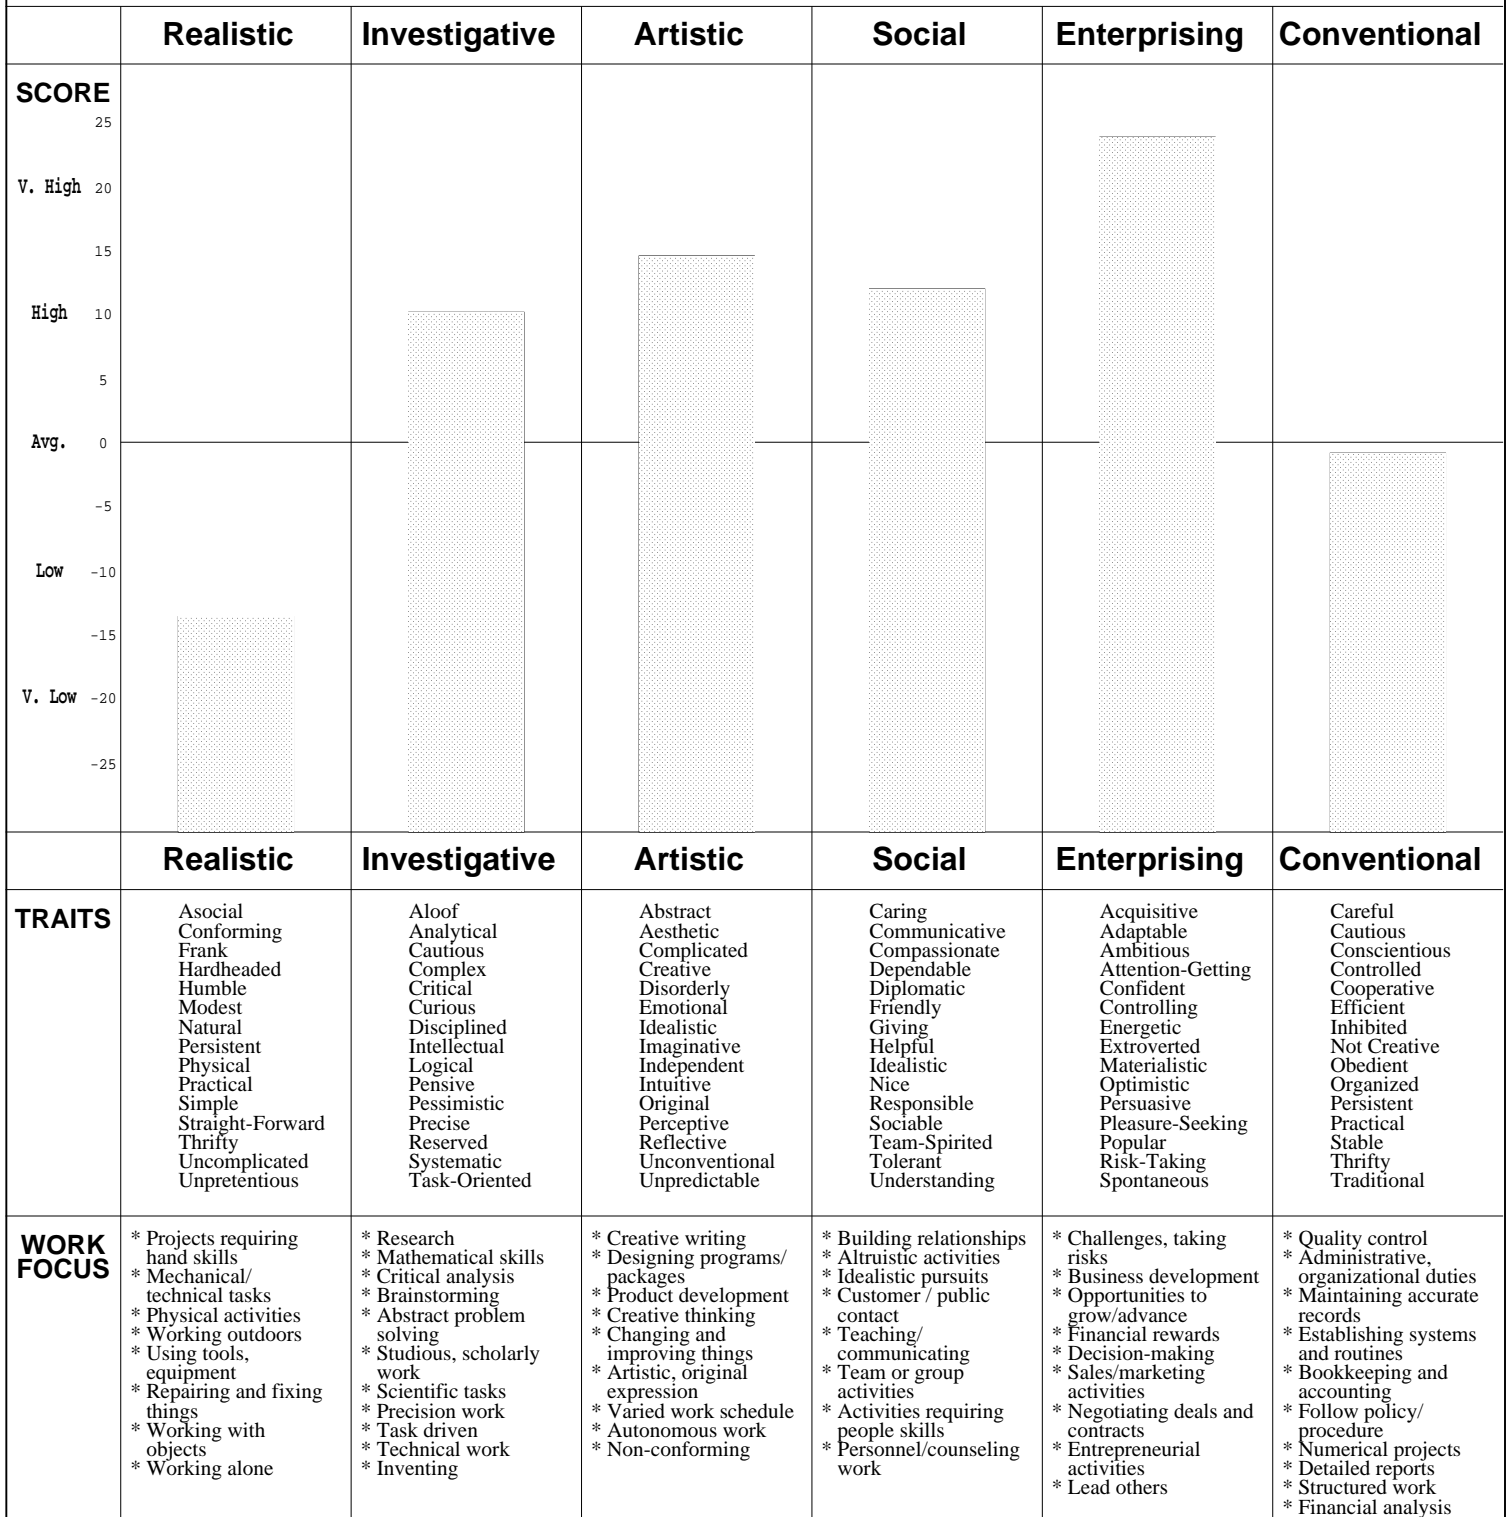 Realistic Investigative Artistic Social Enterprising Conventional
SCORE
25
V. High 20
15
High 10
5
Avg. 0
-5
Low -10
-15
V. Low -20
-25
Realistic Investigative Artistic Social Enterprising Conventional
TRAITS
Asocial
Conforming
Frank
Hardheaded
Humble
Modest
Natural
Persistent
Physical
Practical
Simple
Straight-Forward
Thrifty
Uncomplicated
Unpretentious
Aloof
Analytical
Cautious
Complex
Critical
Curious
Disciplined
Intellectual
Logical
Pensive
Pessimistic
Precise
Reserved
Systematic
Task-Oriented
Abstract
Aesthetic
Complicated
Creative
Disorderly
Emotional
Idealistic
Imaginative
Independent
Intuitive
Original
Perceptive
Reflective
Unconventional
Unpredictable
Caring
Communicative
Compassionate
Dependable
Diplomatic
Friendly
Giving
Helpful
Idealistic
Nice
Responsible
Sociable
Team-Spirited
Tolerant
Understanding
Acquisitive
Adaptable
Ambitious
Attention-Getting
Confident
Controlling
Energetic
Extroverted
Materialistic
Optimistic
Persuasive
Pleasure-Seeking
Popular
Risk-Taking
Spontaneous
Careful
Cautious
Conscientious
Controlled
Cooperative
Efficient
Inhibited
Not Creative
Obedient
Organized
Persistent
Practical
Stable
Thrifty
Traditional
WORK
FOCUS
* Projects requiring
hand skills
* Mechanical/
technical tasks
* Physical activities
* Working outdoors
* Using tools,
equipment
* Repairing and fixing
things
* Working with
objects
* Working alone
* Research
* Mathematical skills
* Critical analysis
* Brainstorming
* Abstract problem
solving
* Studious, scholarly
work
* Scientific tasks
* Precision work
* Task driven
* Technical work
* Inventing
* Creative writing
* Designing programs/
packages
* Product development
* Creative thinking
* Changing and
improving things
* Artistic, original
expression
* Varied work schedule
* Autonomous work
* Non-conforming
* Building relationships
* Altruistic activities
* Idealistic pursuits
* Customer / public
contact
* Teaching/
communicating
* Team or group
activities
* Activities requiring
people skills
* Personnel/counseling
work
* Challenges, taking
risks
* Business development
* Opportunities to
grow/advance
* Financial rewards
* Decision-making
* Sales/marketing
activities
* Negotiating deals and
contracts
* Entrepreneurial
activities
* Lead others
* Quality control
* Administrative,
organizational duties
* Maintaining accurate
records
* Establishing systems
and routines
* Bookkeeping and
accounting
* Follow policy/
procedure
* Numerical projects
* Detailed reports
* Structured work
* Financial analysis